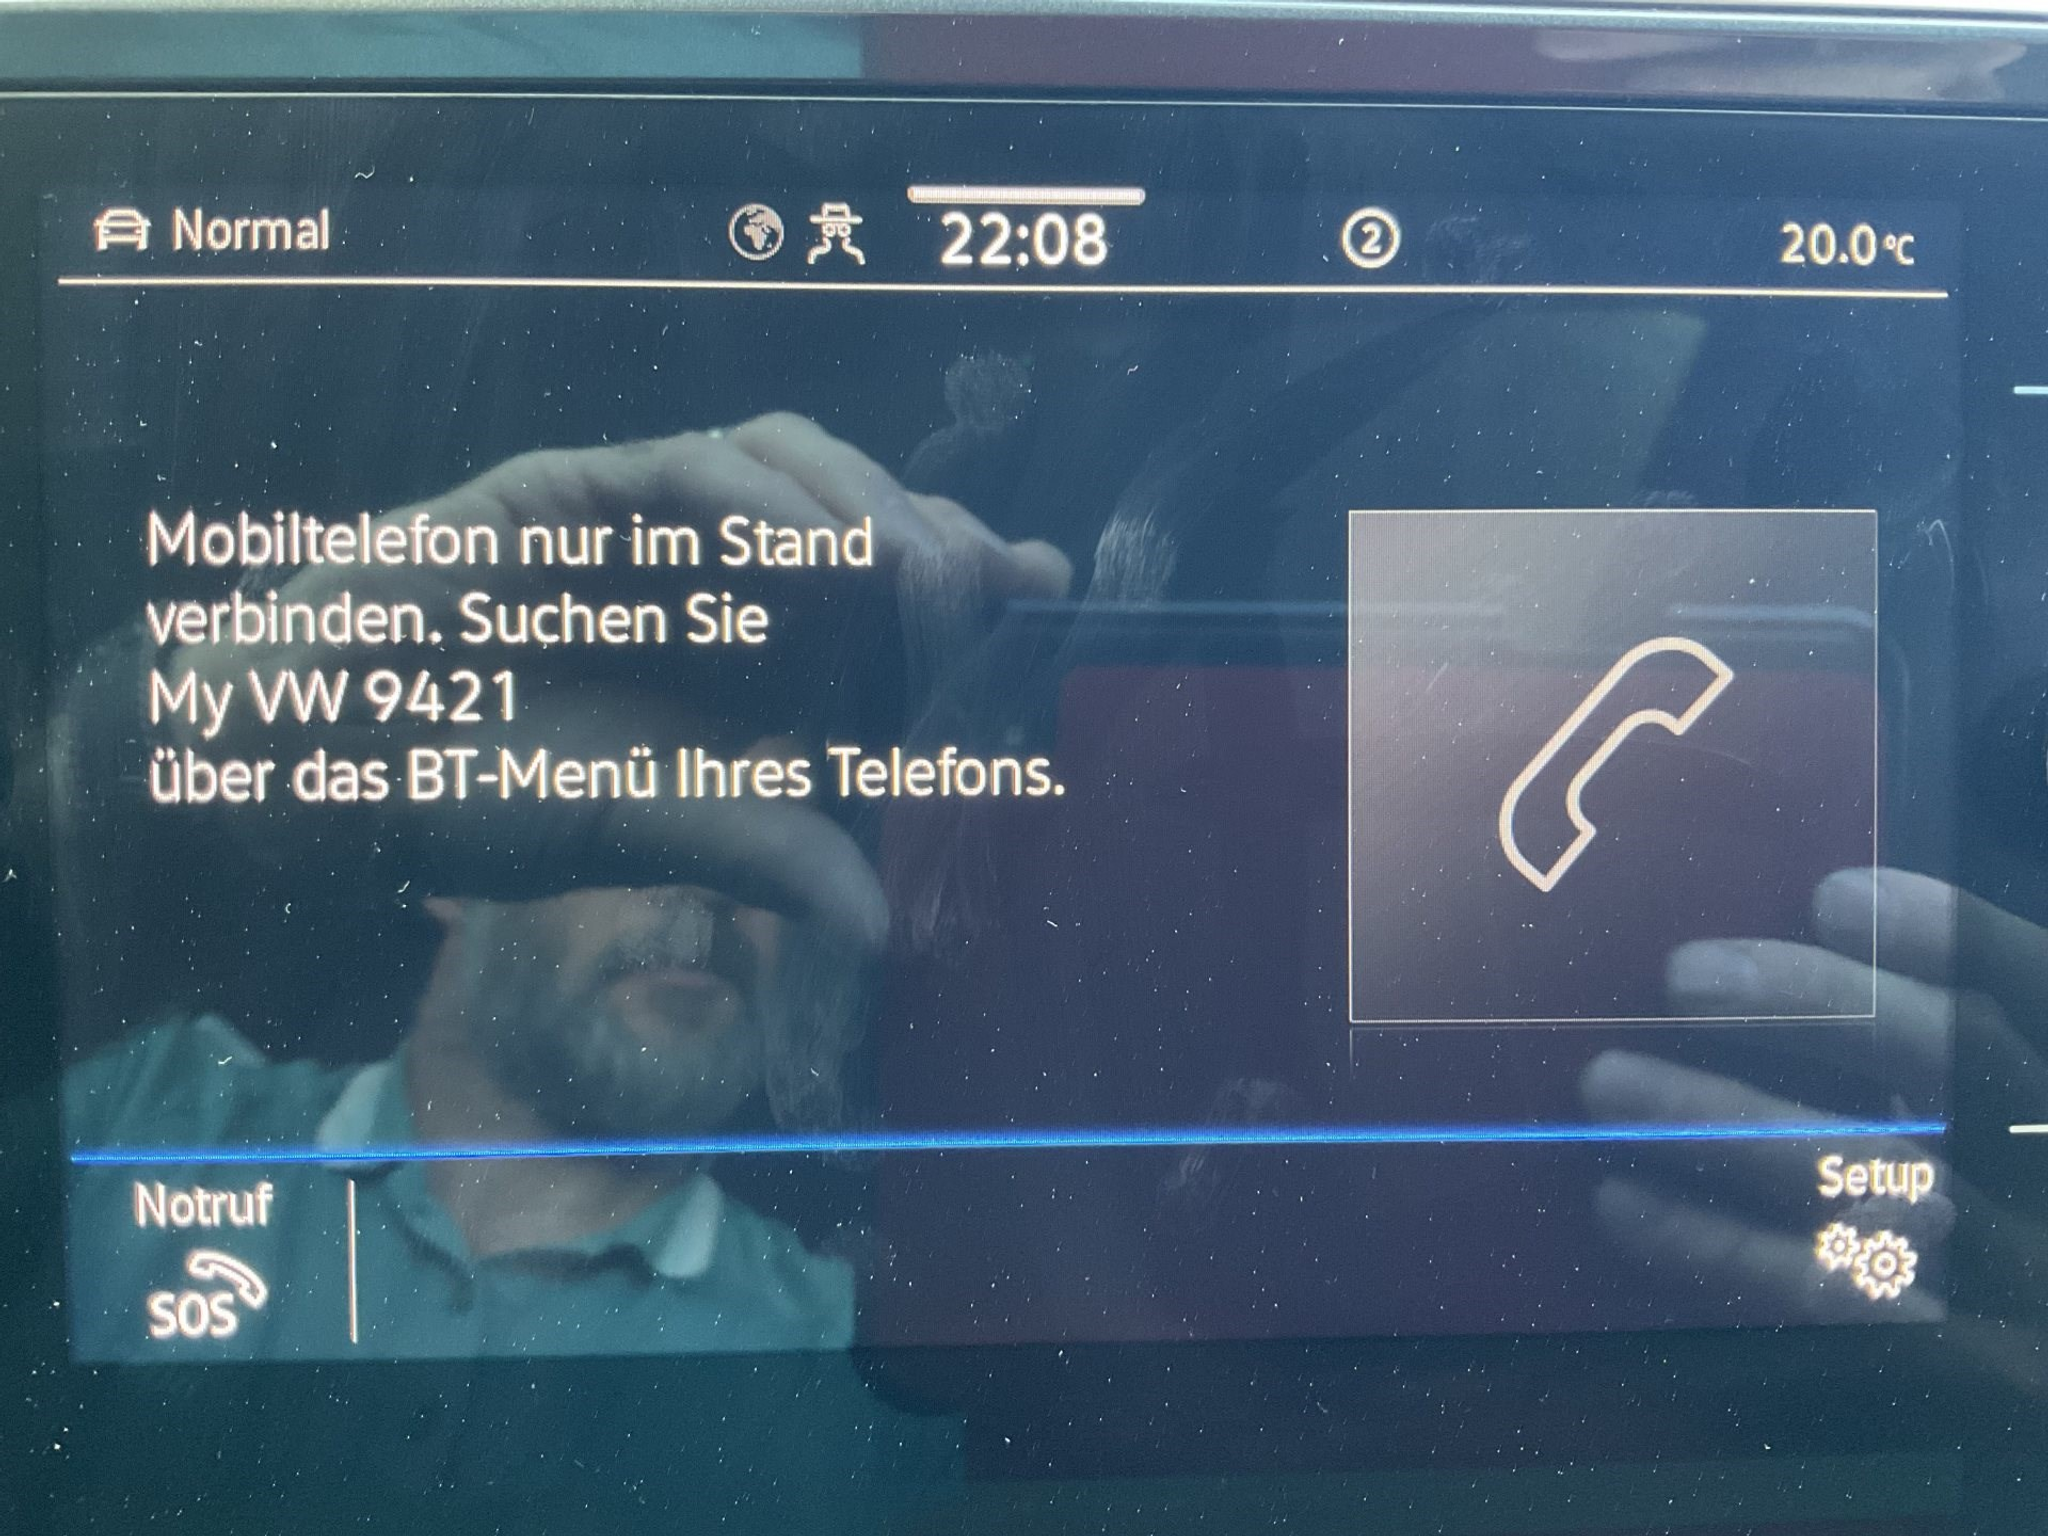 Normal
22:08
2
20.0°C
Mobiltelefon nur im Stand
verbinden. Suchen Sie
My VW 9421
über das BT-Menü Ihres Telefons.
Notruf
SOS
Setup